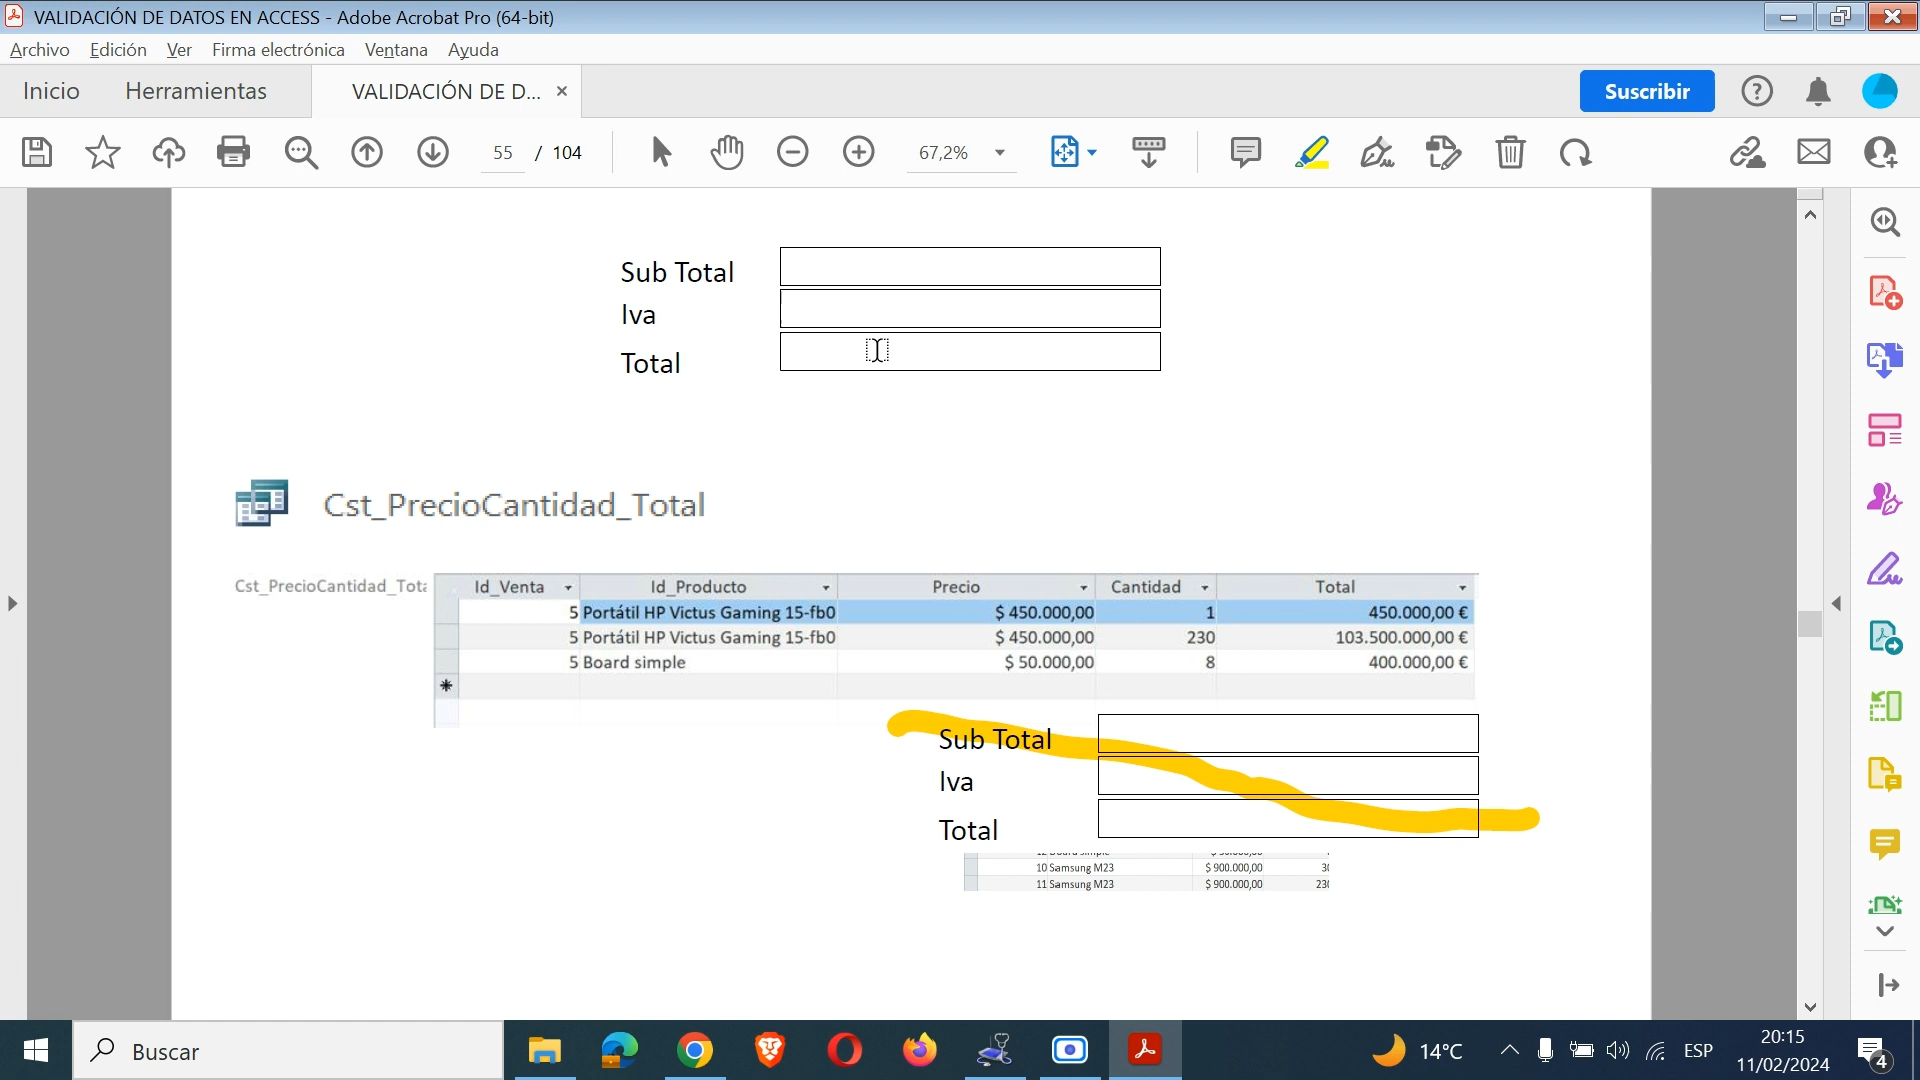 VALIDACIÓN DE DATOS EN ACCESS - Adobe Acrobat Pro (64-bit)
Archivo Edición Ver Firma electrónica Ventana Ayuda
Inicio Herramientas VALIDACIÓN DE D... × Suscribir
55 / 104 67,2%
Sub Total
Iva
Total
Cst_PrecioCantidad_Total
Cst_PrecioCantidad_Tota Id_Venta Id_Producto Precio Cantidad Total
5 Portátil HP Victus Gaming 15-fb0 $ 450.000,00 1 450.000,00 €
5 Portátil HP Victus Gaming 15-fb0 $ 450.000,00 230 103.500.000,00 €
5 Board simple $ 50.000,00 8 400.000,00 €
Sub Total
Iva
Total
10 Samsung M23 $ 900.000,00
11 Samsung M23 $ 900.000,00
Buscar 14°C ESP 20:15
11/02/2024 4